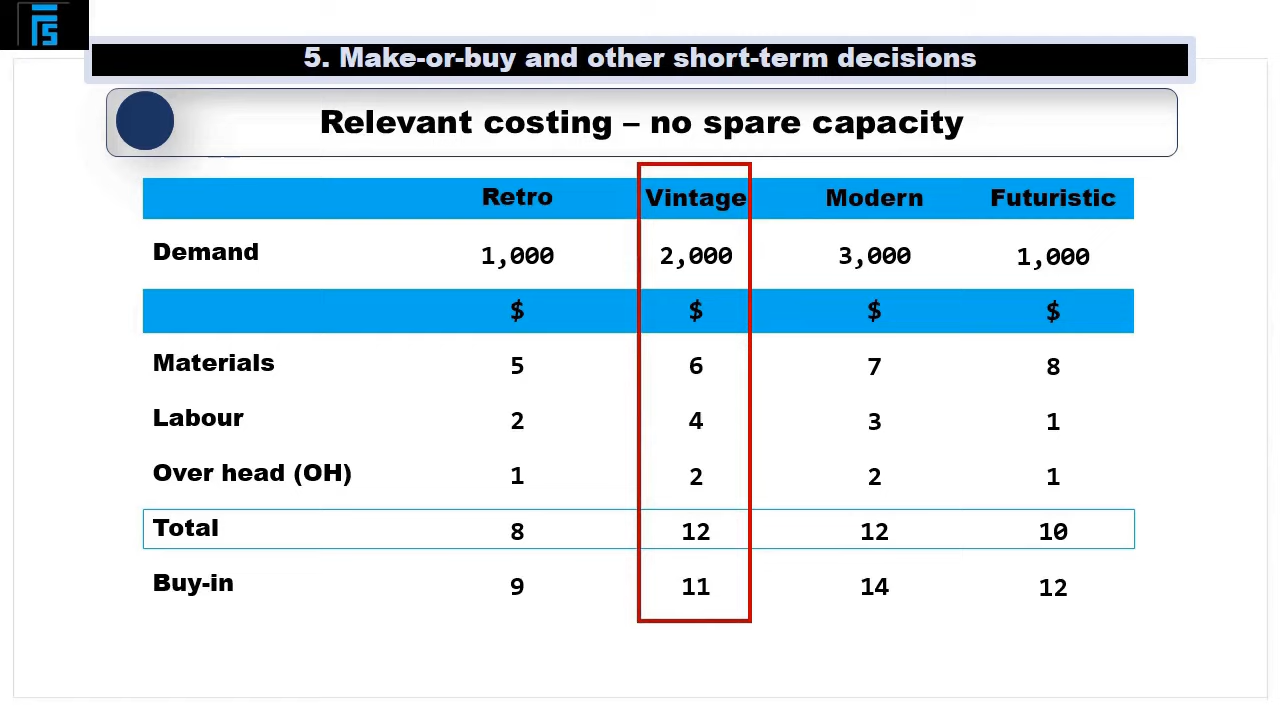 FS
5. Make-or-buy and other short-term decisions
Relevant costing – no spare capacity
Retro Vintage Modern Futuristic
Demand 1,000 2,000 3,000 1,000
$ $ $ $
Materials 5 6 7 8
Labour 2 4 3 1
Over head (OH) 1 2 2 1
Total 8 12 12 10
Buy-in 9 11 14 12